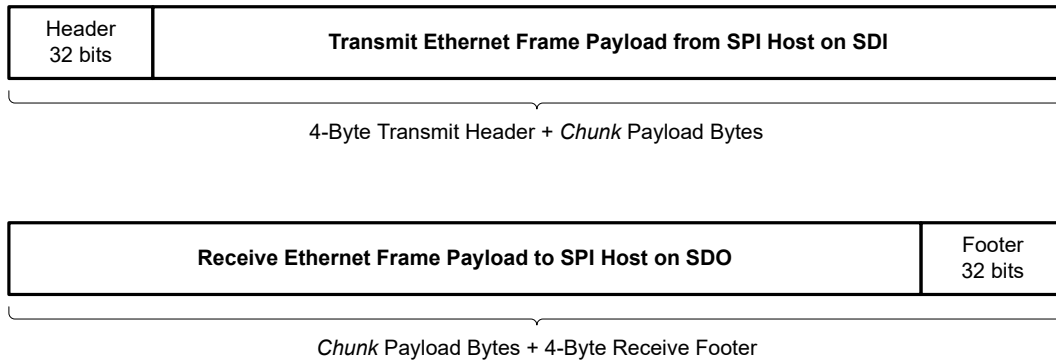 Header
32 bits
Transmit Ethernet Frame Payload from SPI Host on SDI
4-Byte Transmit Header + Chunk Payload Bytes
Receive Ethernet Frame Payload to SPI Host on SDO
Footer
32 bits
Chunk Payload Bytes + 4-Byte Receive Footer